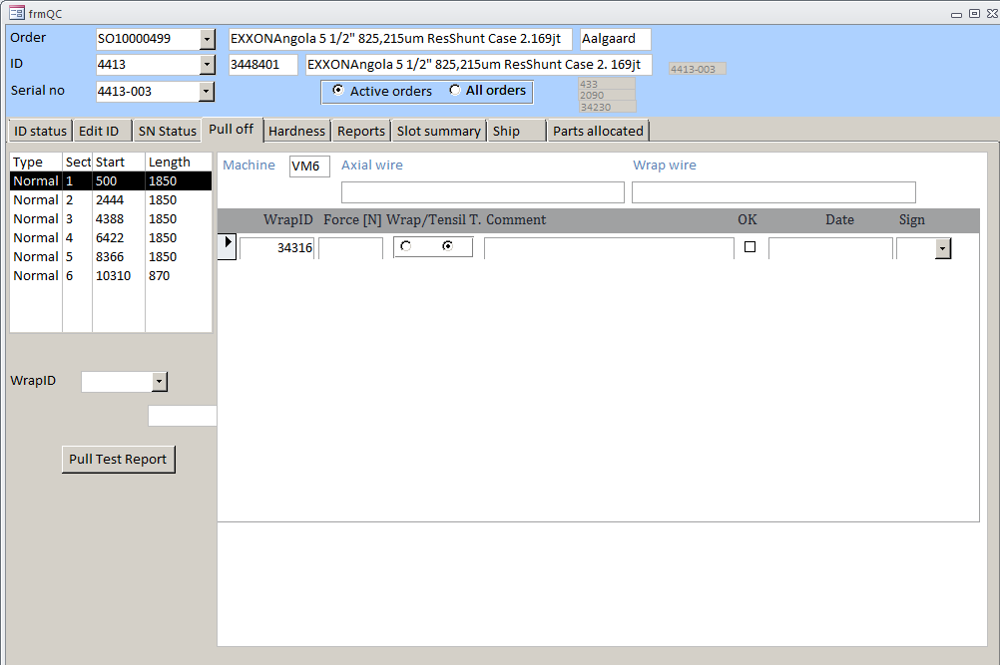 frmQC
Order SO10000499 EXXONAngola 5 1/2" 825,215um ResShunt Case 2.169jt Aalgaard
ID 4413 3448401 EXXONAngola 5 1/2" 825,215um ResShunt Case 2. 169jt 4413-003
Serial no 4413-003 Active orders All orders
433
2090
34230
ID status Edit ID SN Status Pull off Hardness Reports Slot summary Ship Parts allocated
Type Sect Start Length
Normal 1 500 1850
Normal 2 2444 1850
Normal 3 4388 1850
Normal 4 6422 1850
Normal 5 8366 1850
Normal 6 10310 870
Machine VM6 Axial wire Wrap wire
WrapID Force [N] Wrap/Tensil T. Comment OK Date Sign
34316
WrapID
Pull Test Report